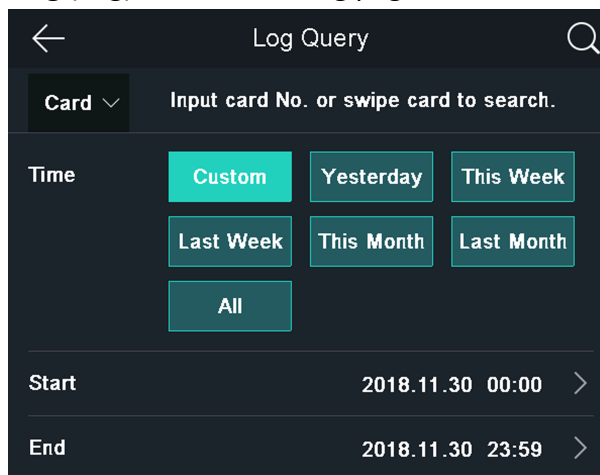 Log Query
Card Input card No. or swipe card to search.
Time Custom Yesterday This Week
Last Week This Month Last Month
All
Start 2018.11.30 00:00
End 2018.11.30 23:59